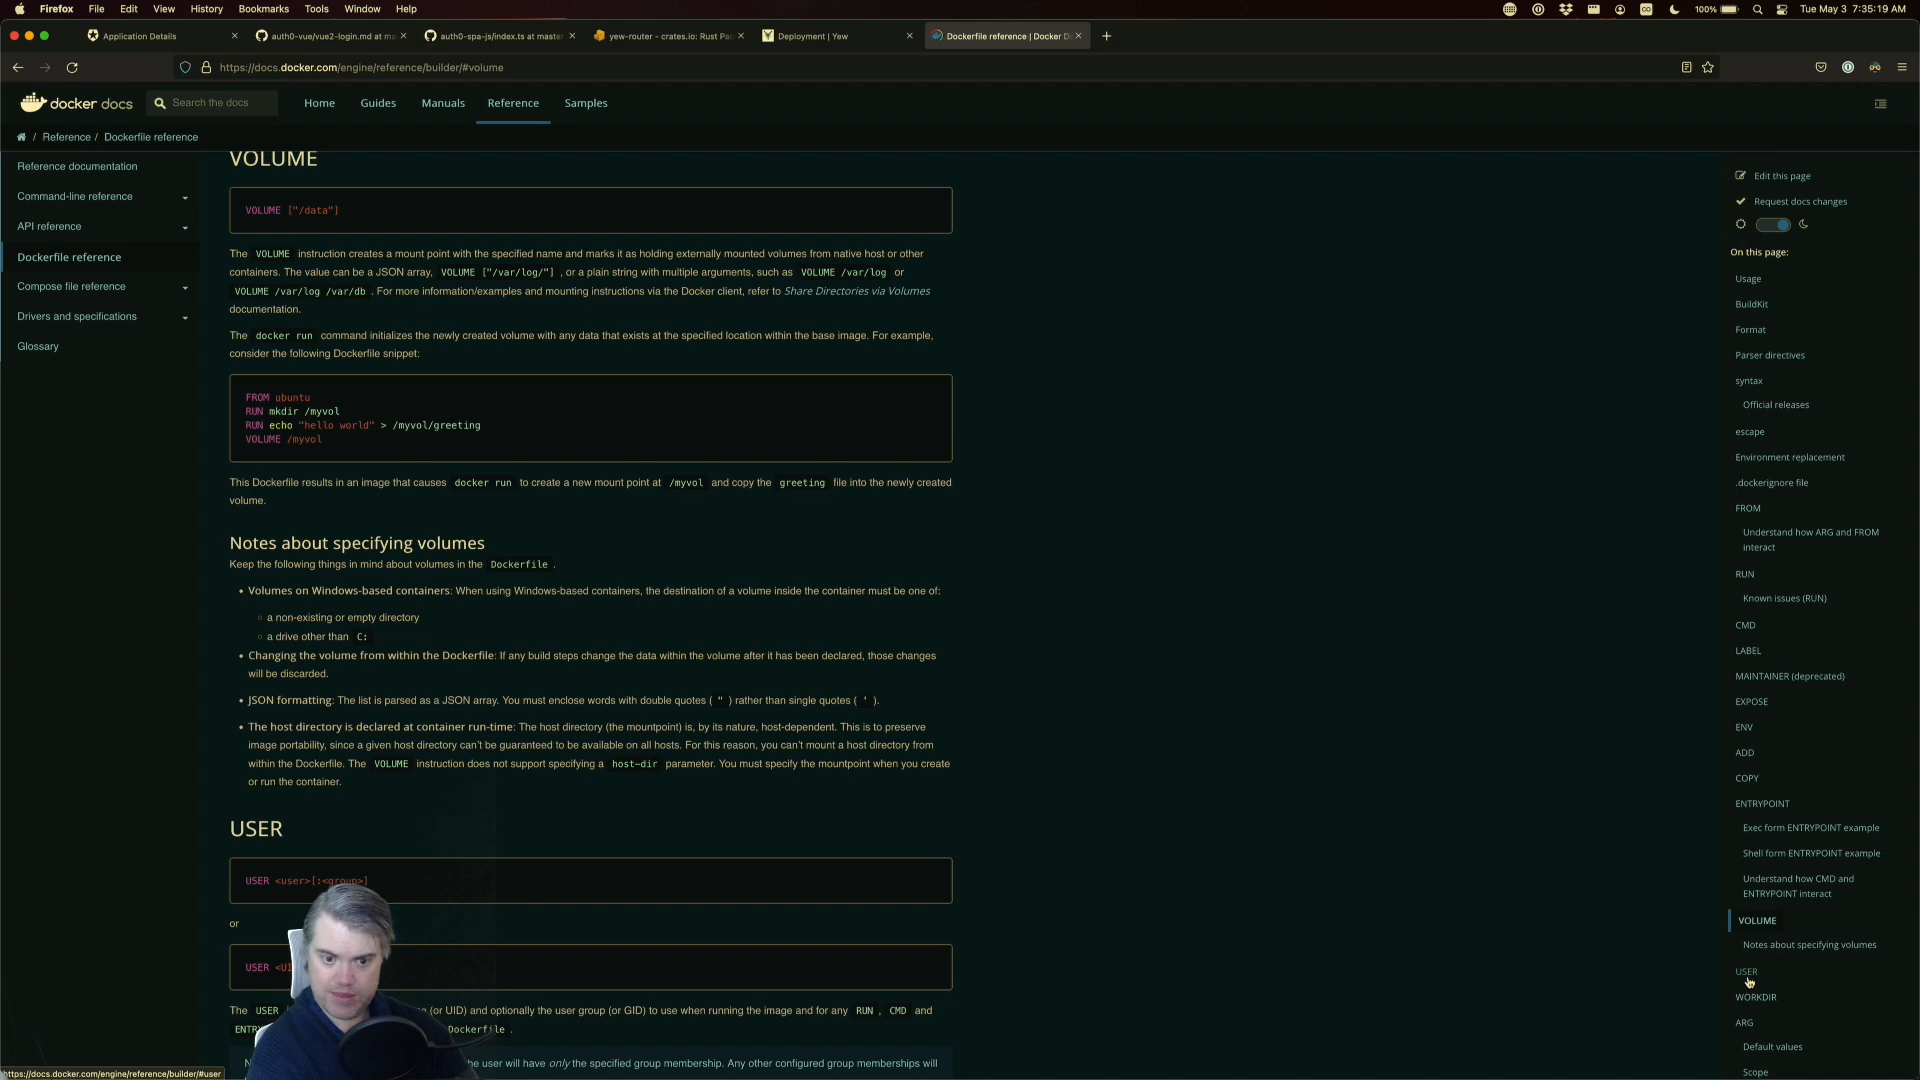 Firefox File Edit View History Bookmarks Tools Window Help 100% Tue May 3 7:35:19 AM
Application Details
auth0-vue/vue2-login.md at ma
auth0-spa-js/index.ts at master
yew-router - crates.io: Rust Pac
Deployment | Yew
Dockerfile reference | Docker D
https://docs.docker.com/engine/reference/builder/#volume
docker docs Search the docs Home Guides Manuals Reference Samples
/ Reference / Dockerfile reference
Reference documentation
Command-line reference
API reference
Dockerfile reference
Compose file reference
Drivers and specifications
Glossary
VOLUME
VOLUME ["/data"]
The VOLUME instruction creates a mount point with the specified name and marks it as holding externally mounted volumes from native host or other
containers. The value can be a JSON array, VOLUME ["/var/log/"] , or a plain string with multiple arguments, such as VOLUME /var/log or
VOLUME /var/log /var/db . For more information/examples and mounting instructions via the Docker client, refer to Share Directories via Volumes
documentation.
The docker run command initializes the newly created volume with any data that exists at the specified location within the base image. For example,
consider the following Dockerfile snippet:
FROM ubuntu
RUN mkdir /myvol
RUN echo "hello world" > /myvol/greeting
VOLUME /myvol
This Dockerfile results in an image that causes docker run to create a new mount point at /myvol and copy the greeting file into the newly created
volume.
Notes about specifying volumes
Keep the following things in mind about volumes in the Dockerfile .
• Volumes on Windows-based containers: When using Windows-based containers, the destination of a volume inside the container must be one of:
◦ a non-existing or empty directory
◦ a drive other than C:
• Changing the volume from within the Dockerfile: If any build steps change the data within the volume after it has been declared, those changes
will be discarded.
• JSON formatting: The list is parsed as a JSON array. You must enclose words with double quotes ( " ) rather than single quotes ( ' ).
• The host directory is declared at container run-time: The host directory (the mountpoint) is, by its nature, host-dependent. This is to preserve
image portability, since a given host directory can't be guaranteed to be available on all hosts. For this reason, you can't mount a host directory from
within the Dockerfile. The VOLUME instruction does not support specifying a host-dir parameter. You must specify the mountpoint when you create
or run the container.
USER
USER <user>[:<group>]
or
USER <UI
The USER (or UID) and optionally the user group (or GID) to use when running the image and for any RUN , CMD and
ENTRY Dockerfile .
he user will have only the specified group membership. Any other configured group memberships will
https://docs.docker.com/engine/reference/builder/#user
Edit this page
Request docs changes
On this page:
Usage
BuildKit
Format
Parser directives
syntax
Official releases
escape
Environment replacement
.dockerignore file
FROM
Understand how ARG and FROM
interact
RUN
Known issues (RUN)
CMD
LABEL
MAINTAINER (deprecated)
EXPOSE
ENV
ADD
COPY
ENTRYPOINT
Exec form ENTRYPOINT example
Shell form ENTRYPOINT example
Understand how CMD and
ENTRYPOINT interact
VOLUME
Notes about specifying volumes
USER
WORKDIR
ARG
Default values
Scope